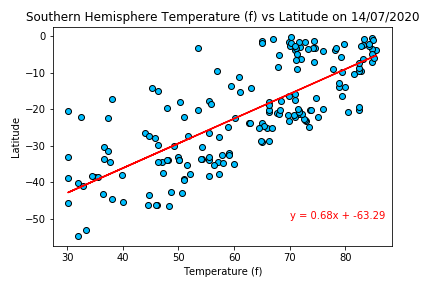 Southern Hemisphere Temperature (f) vs Latitude on 14/07/2020
0
−10
−20
−30
−40
−50
Latitude
y = 0.68x + -63.29
30 40 50 60 70 80
Temperature (f)